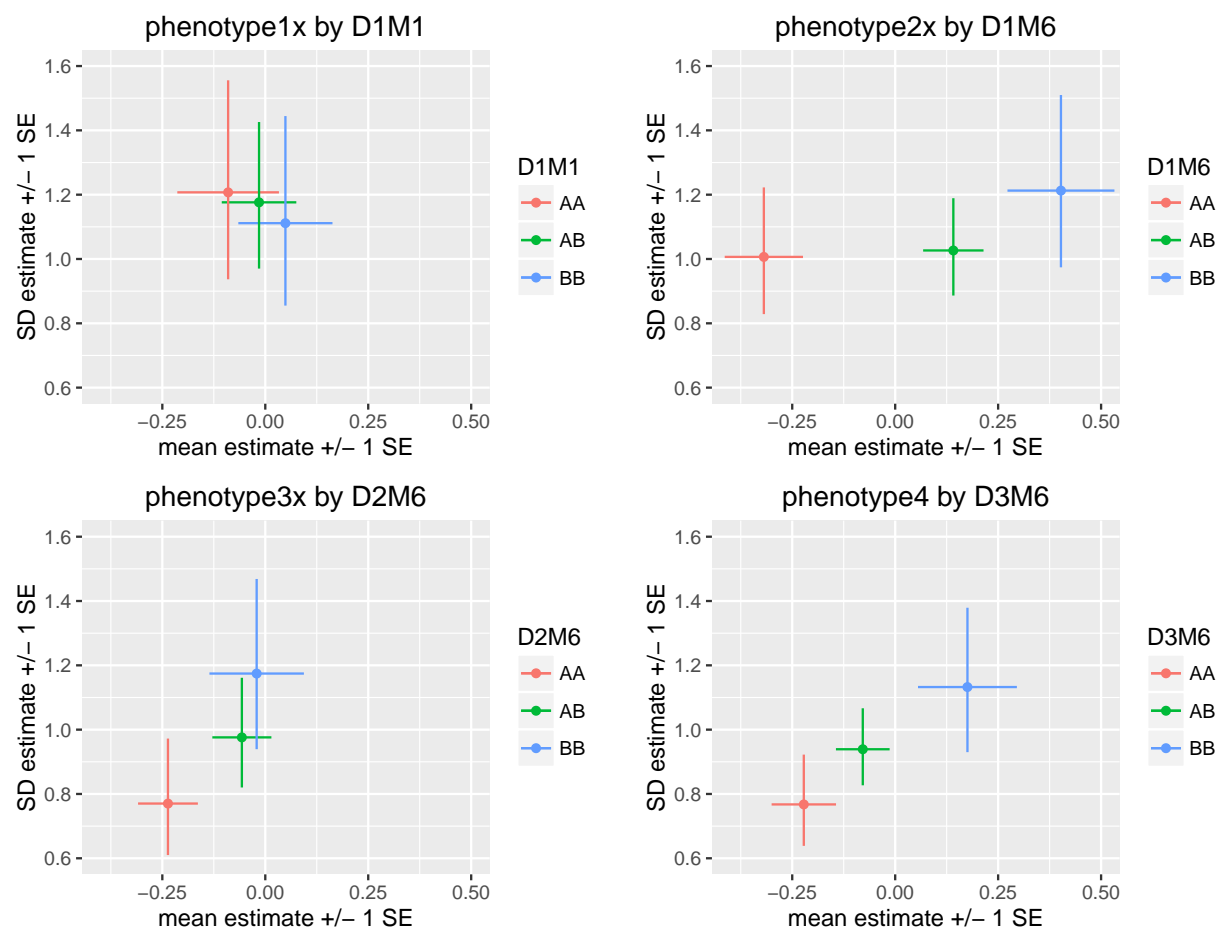 phenotype1x by D1M1
1.6
1.4
1.2
1.0
0.8
0.6
SD estimate +/− 1 SE
−0.25 0.00 0.25 0.50
mean estimate +/− 1 SE
D1M1
AA
AB
BB
phenotype2x by D1M6
1.6
1.4
1.2
1.0
0.8
0.6
SD estimate +/− 1 SE
−0.25 0.00 0.25 0.50
mean estimate +/− 1 SE
D1M6
AA
AB
BB
phenotype3x by D2M6
1.6
1.4
1.2
1.0
0.8
0.6
SD estimate +/− 1 SE
−0.25 0.00 0.25 0.50
mean estimate +/− 1 SE
D2M6
AA
AB
BB
phenotype4 by D3M6
1.6
1.4
1.2
1.0
0.8
0.6
SD estimate +/− 1 SE
−0.25 0.00 0.25 0.50
mean estimate +/− 1 SE
D3M6
AA
AB
BB